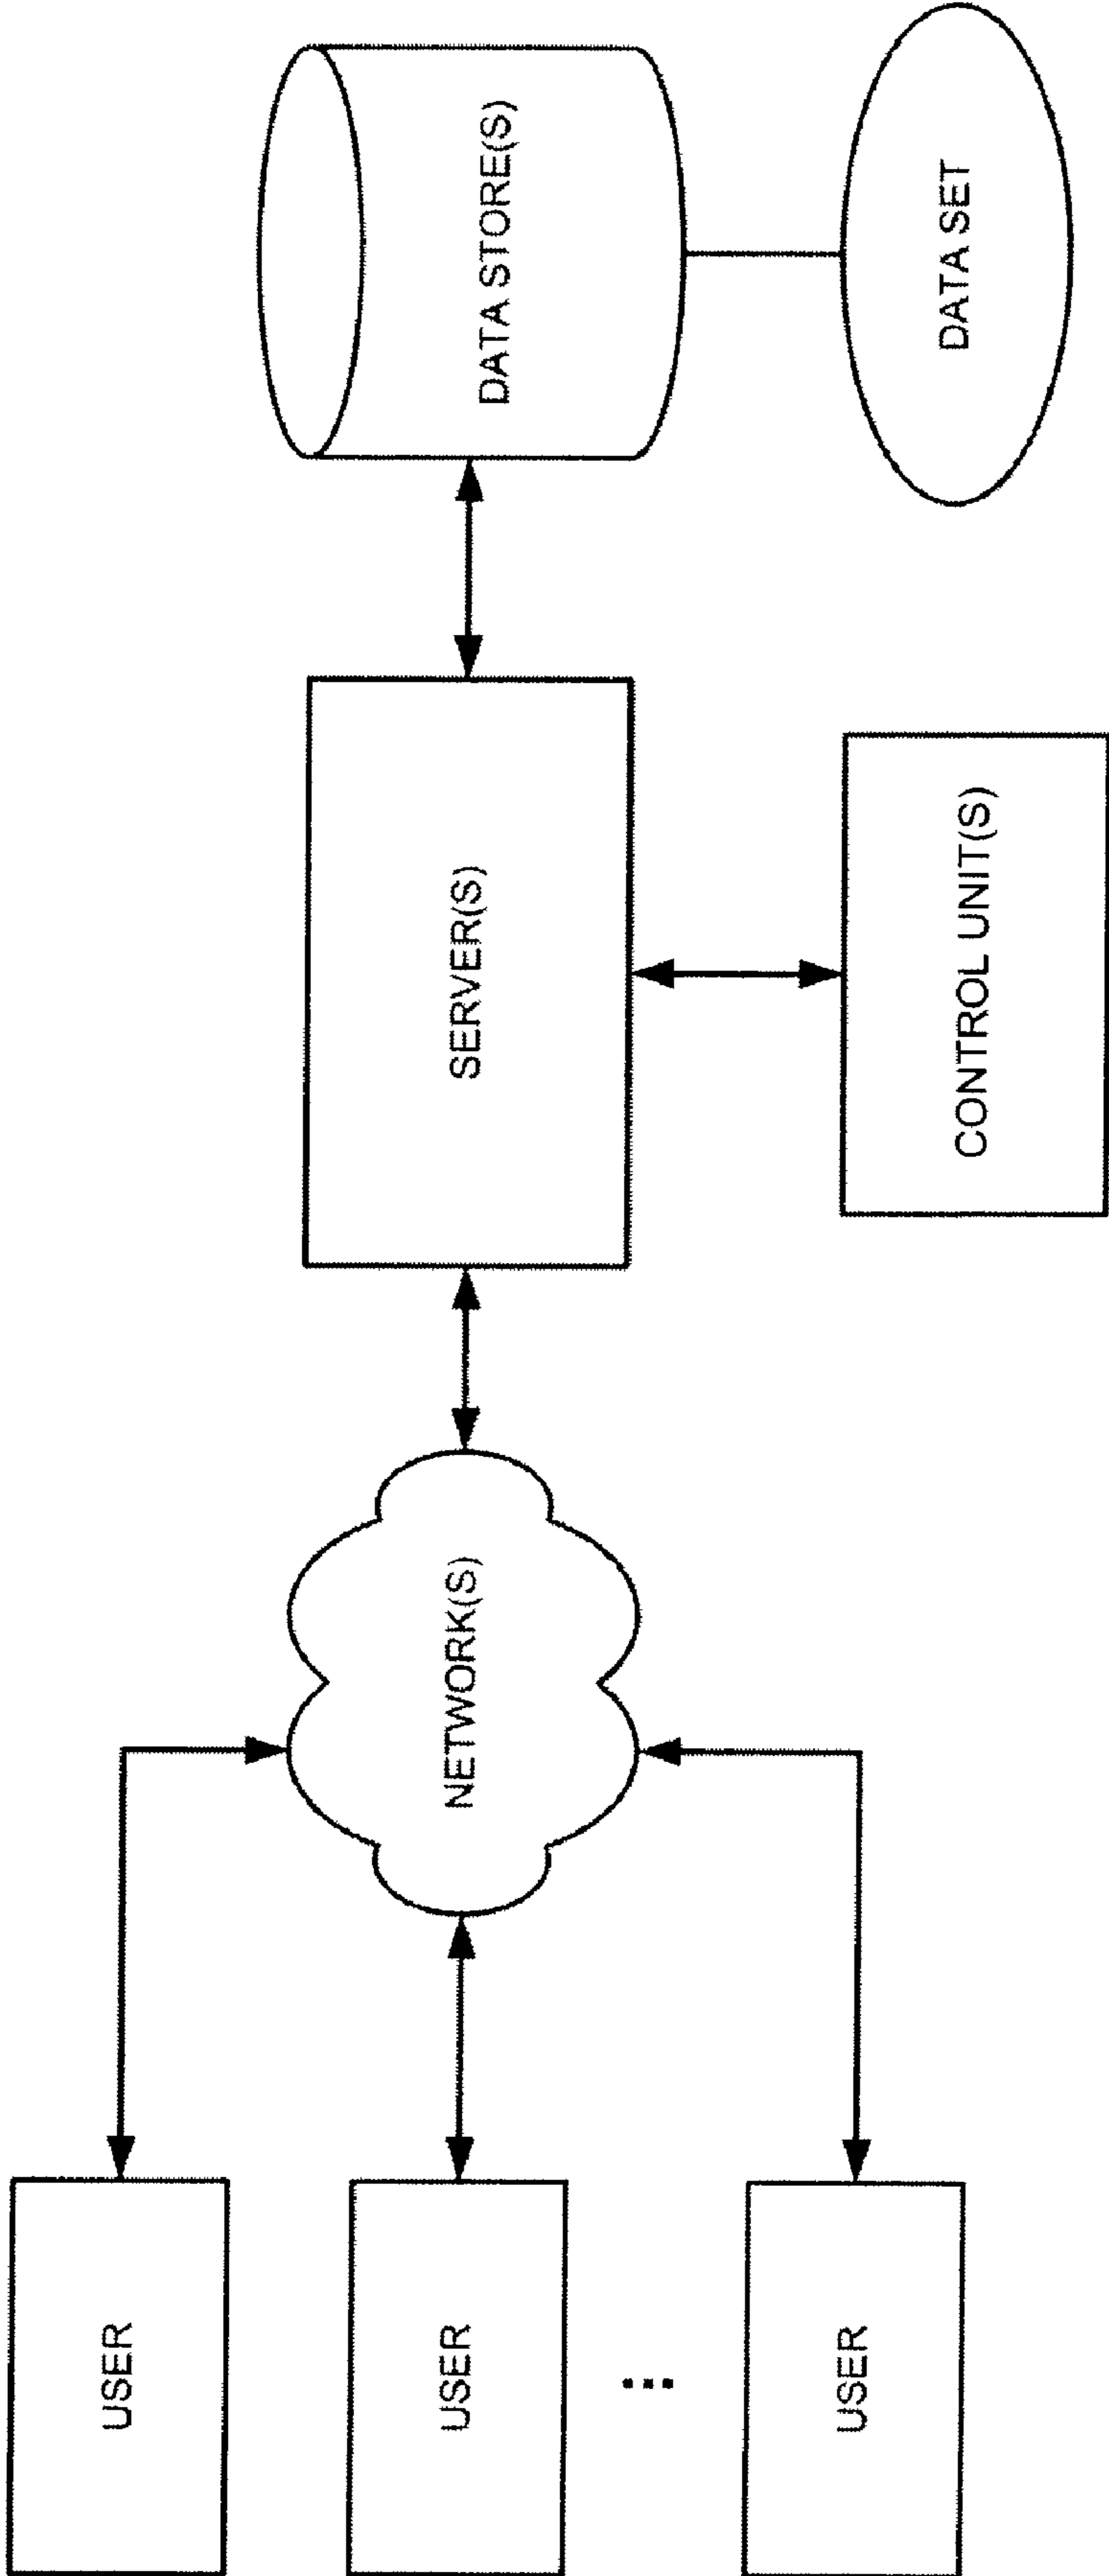 USER
USER
...
USER
NETWORK(S)
SERVER(S)
CONTROL UNIT(S)
DATA STORE(S)
DATA SET